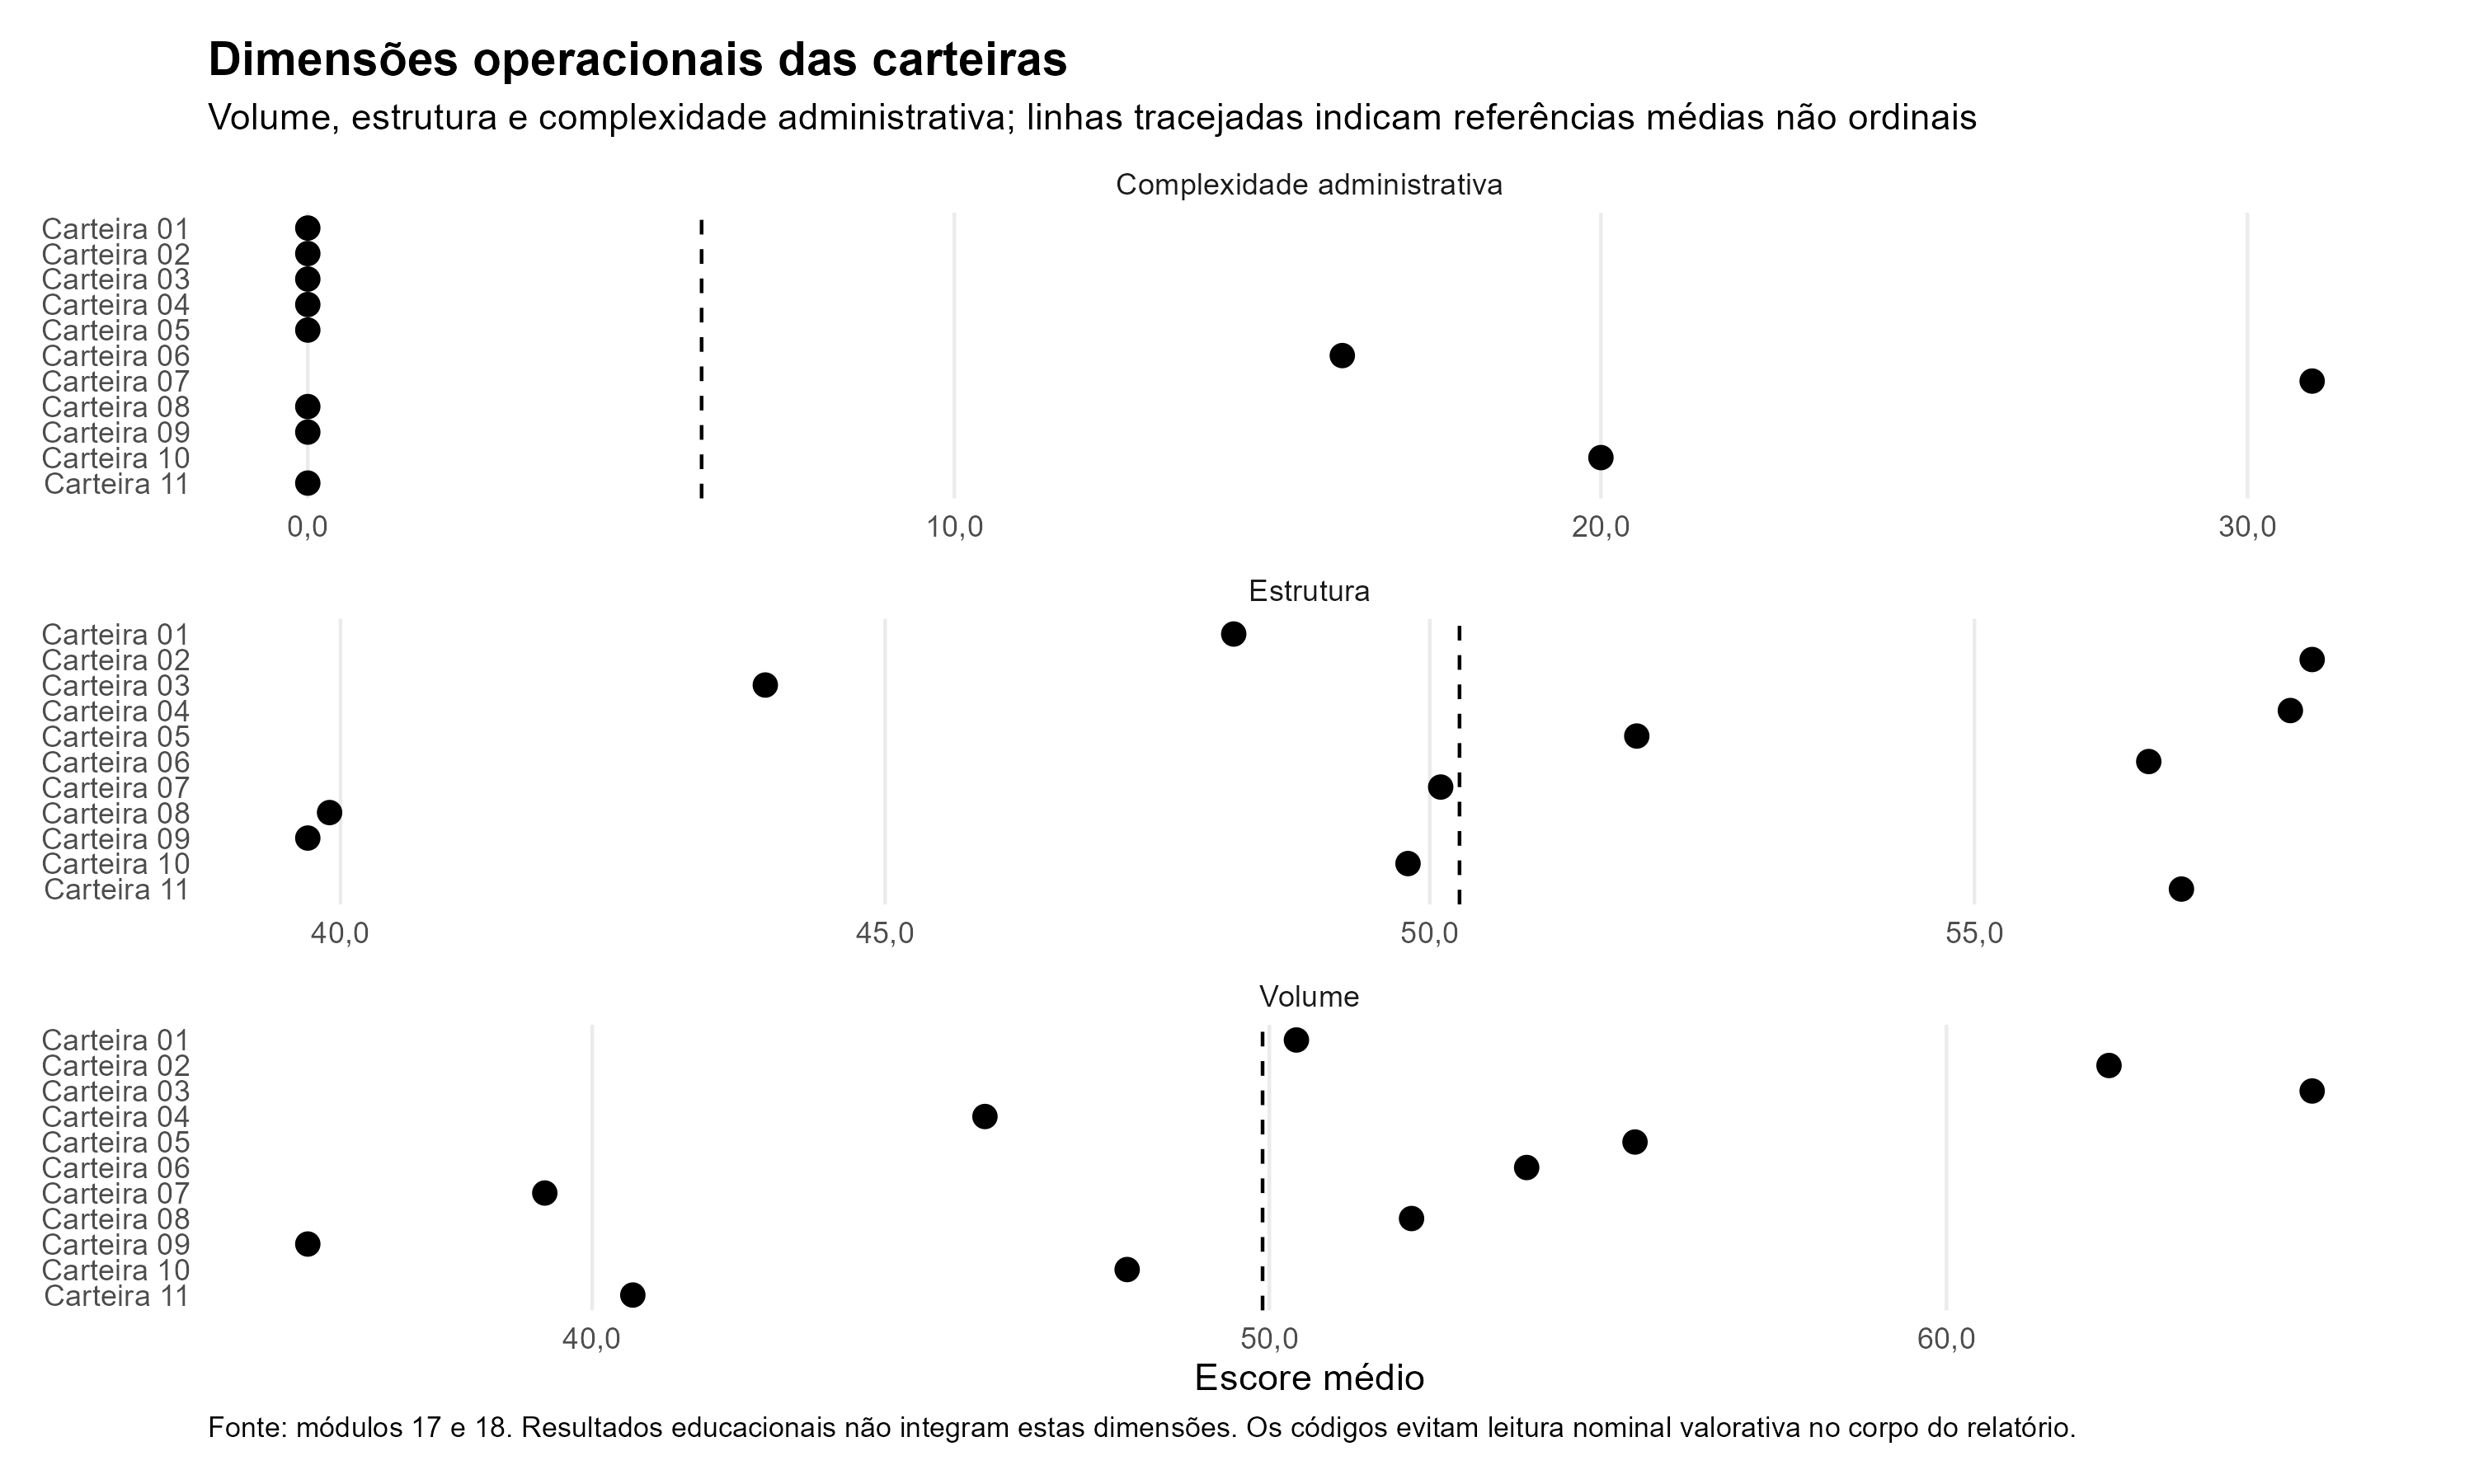 Dimensões operacionais das carteiras
Volume, estrutura e complexidade administrativa; linhas tracejadas indicam referências médias não ordinais
Complexidade administrativa
Carteira 01
Carteira 02
Carteira 03
Carteira 04
Carteira 05
Carteira 06
Carteira 07
Carteira 08
Carteira 09
Carteira 10
Carteira 11
0,0 10,0 20,0 30,0
Estrutura
Carteira 01
Carteira 02
Carteira 03
Carteira 04
Carteira 05
Carteira 06
Carteira 07
Carteira 08
Carteira 09
Carteira 10
Carteira 11
40,0 45,0 50,0 55,0
Volume
Carteira 01
Carteira 02
Carteira 03
Carteira 04
Carteira 05
Carteira 06
Carteira 07
Carteira 08
Carteira 09
Carteira 10
Carteira 11
40,0 50,0 60,0
Escore médio
Fonte: módulos 17 e 18. Resultados educacionais não integram estas dimensões. Os códigos evitam leitura nominal valorativa no corpo do relatório.